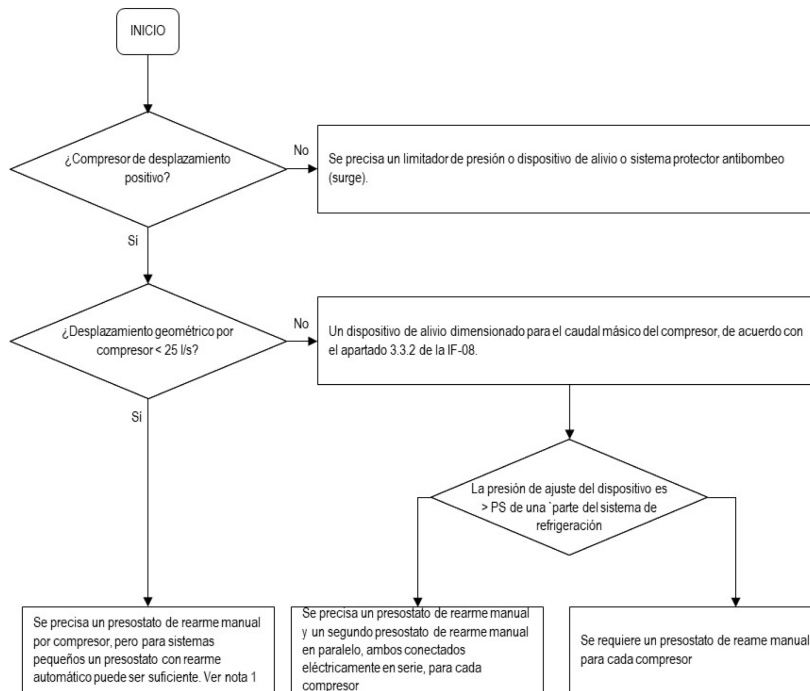 INICIO
¿Compresor de desplazamiento
positivo?
No
Se precisa un limitador de presión o dispositivo de alivio o sistema protector antibombeo
(surge).
Si
¿Desplazamiento geométrico por
compresor < 25 l/s?
No
Un dispositivo de alivio dimensionado para el caudal másico del compresor, de acuerdo con
el apartado 3.3.2 de la IF-08.
Si
La presión de ajuste del dispositivo es
> PS de una `parte del sistema de
refrigeración
Se precisa un presostato de rearme manual
por compresor, pero para sistemas
pequeños un presostato con rearme
automático puede ser suficiente. Ver nota 1
Se precisa un presostato de rearme manual
y un segundo presostato de rearme manual
en paralelo, ambos conectados
eléctricamente en serie, para cada
compresor
Se requiere un presostato de reame manual
para cada compresor